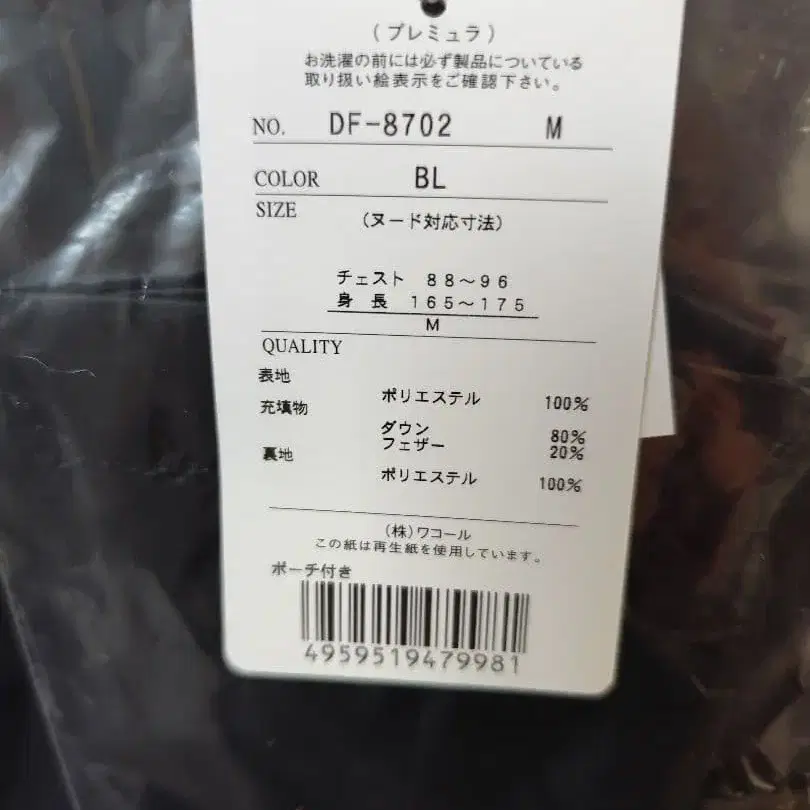 (プレミュラ)
お洗濯の前には必ず製品についている
取り扱い絵表示をご確認下さい。
NO. DF-8702 M
COLOR BL
SIZE
(ヌード対応寸法)
チェスト 88~96
身長 165~175
M
QUALITY
表地
ポリエステル 100%
充填物
ダウン 80%
フェザー 20%
裏地
ポリエステル 100%
(株)ワコール
この紙は再生紙を使用しています。
ポーチ付き
4959519479981